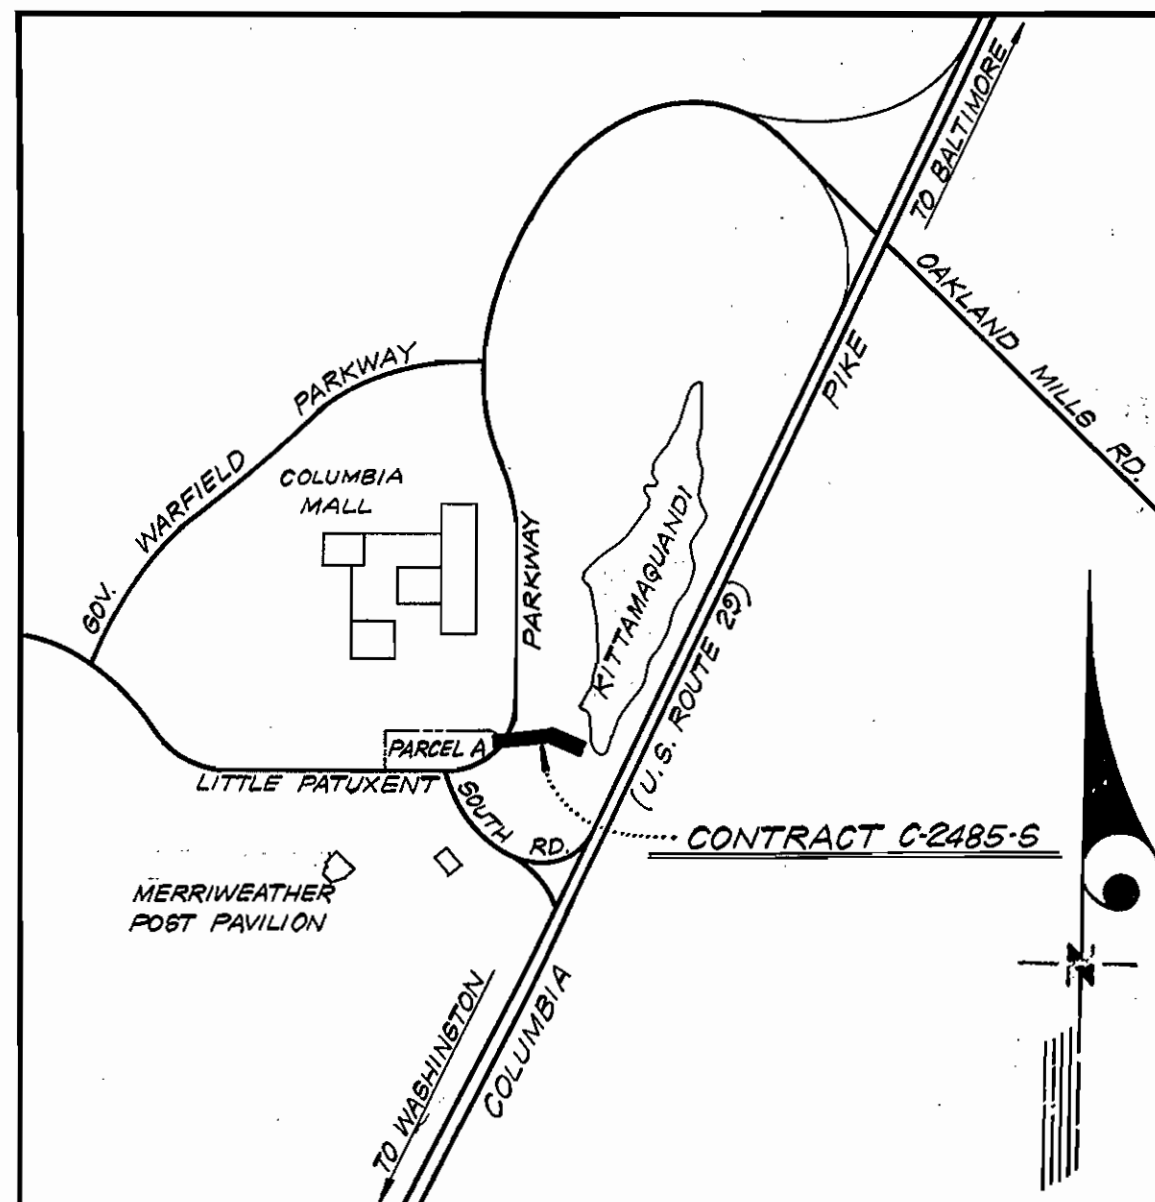 TO BALTIMORE
OAKLAND MILLS RD.
PIKE
PARKWAY
WARFIELD
GOV.
COLUMBIA
MALL
PARKWAY
KITTAMAQUANDI
(U.S. ROUTE 29)
PARCEL A
LITTLE PATUXENT
SOUTH
RD.
CONTRACT C-2485-S
MERRIWEATHER
POST PAVILION
COLUMBIA
TO WASHINGTON
N